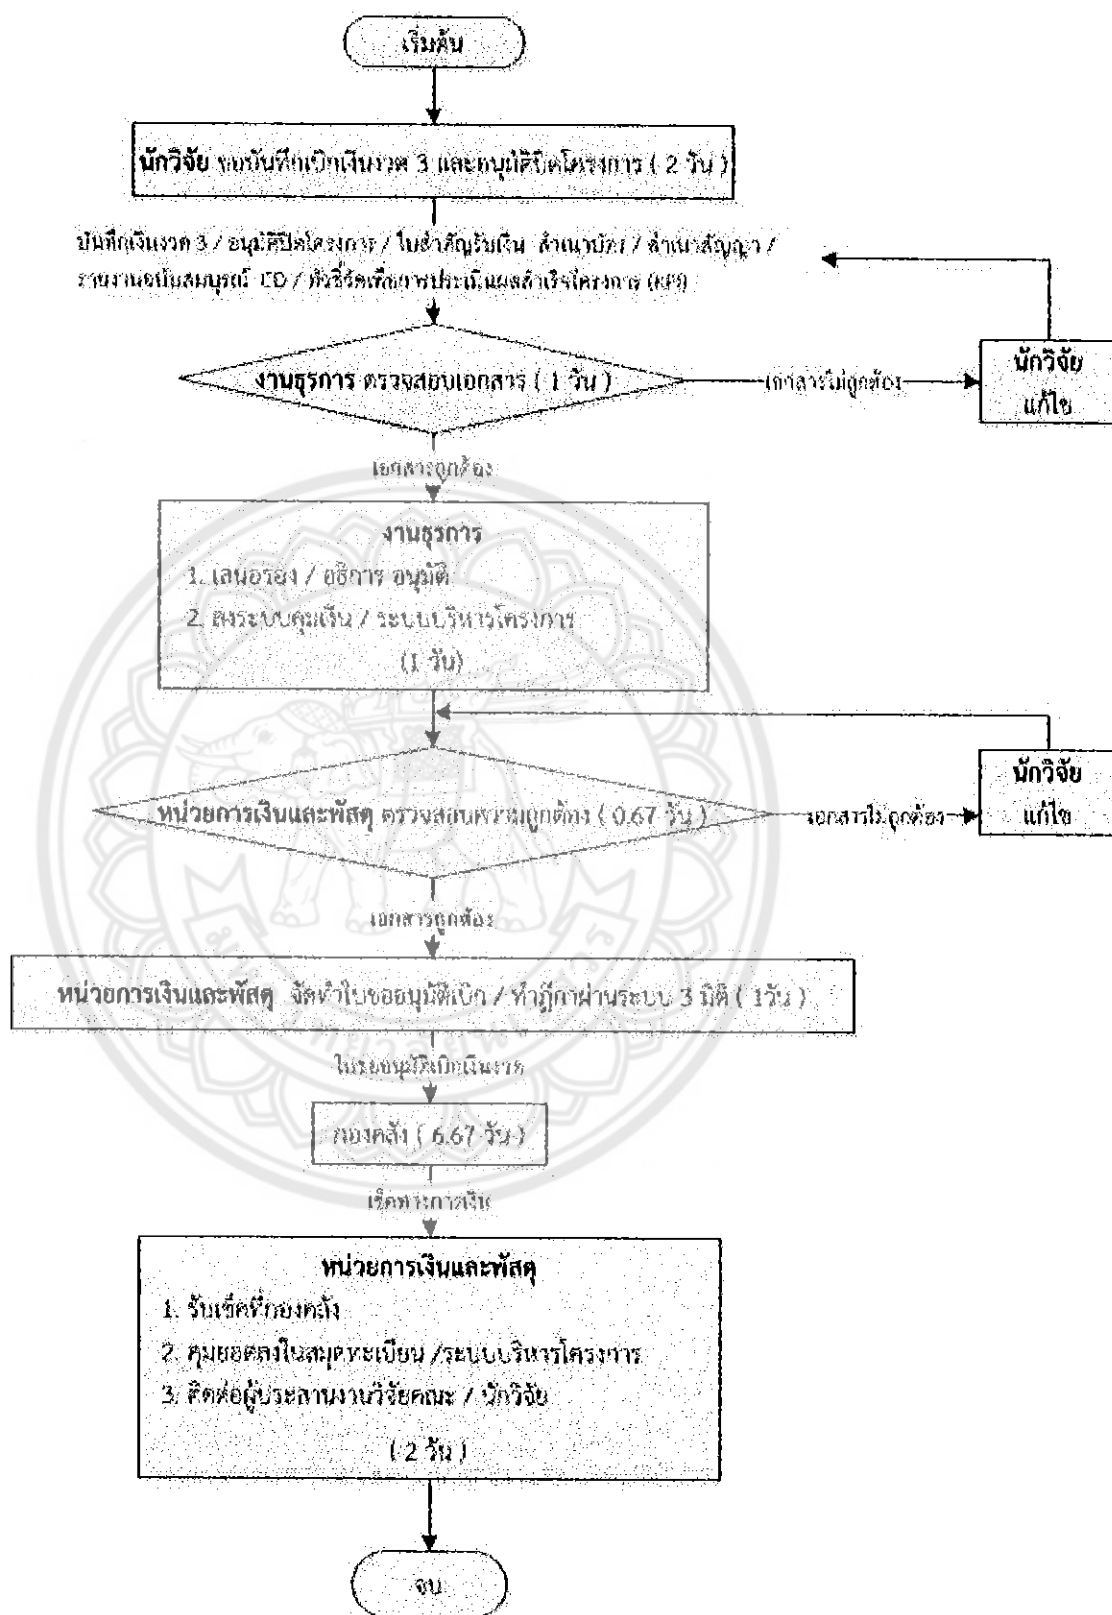 เริ่มต้น
นักวิจัย ขอบันทึกเบิกเงินงวด 3 และอนุมัติปิดโครงการ ( 2 วัน )
บันทึกเงินงวด 3 / อนุมัติปิดโครงการ / ใบสำคัญรับเงิน สำเนาบัตร / สำเนาสัญญา /
รายงานฉบับสมบูรณ์ CD / ตัวชี้วัดเพื่อการประเมินผลสำเร็จโครงการ (KPI)
งานธุรการ ตรวจสอบเอกสาร ( 1 วัน )
เอกสารไม่ถูกต้อง
นักวิจัย
แก้ไข
เอกสารถูกต้อง
งานธุรการ
1. เสนอรอง / อธิการ อนุมัติ
2. ลงระบบคุมเงิน / ระบบบริหารโครงการ
(1 วัน)
หน่วยการเงินและพัสดุ ตรวจสอบความถูกต้อง ( 0.67 วัน )
เอกสารไม่ถูกต้อง
นักวิจัย
แก้ไข
เอกสารถูกต้อง
หน่วยการเงินและพัสดุ จัดทำใบขออนุมัติเบิก / ทำฎีกาผ่านระบบ 3 มิติ ( 1วัน )
ใบขออนุมัติเบิกเงินงวด
กองคลัง ( 6.67 วัน )
เช็คทางการเงิน
หน่วยการเงินและพัสดุ
1. รับเช็คที่กองคลัง
2. คุมยอดลงในสมุดทะเบียน /ระบบบริหารโครงการ
3. ติดต่อผู้ประสานงานวิจัยคณะ / นักวิจัย
( 2 วัน )
จบ